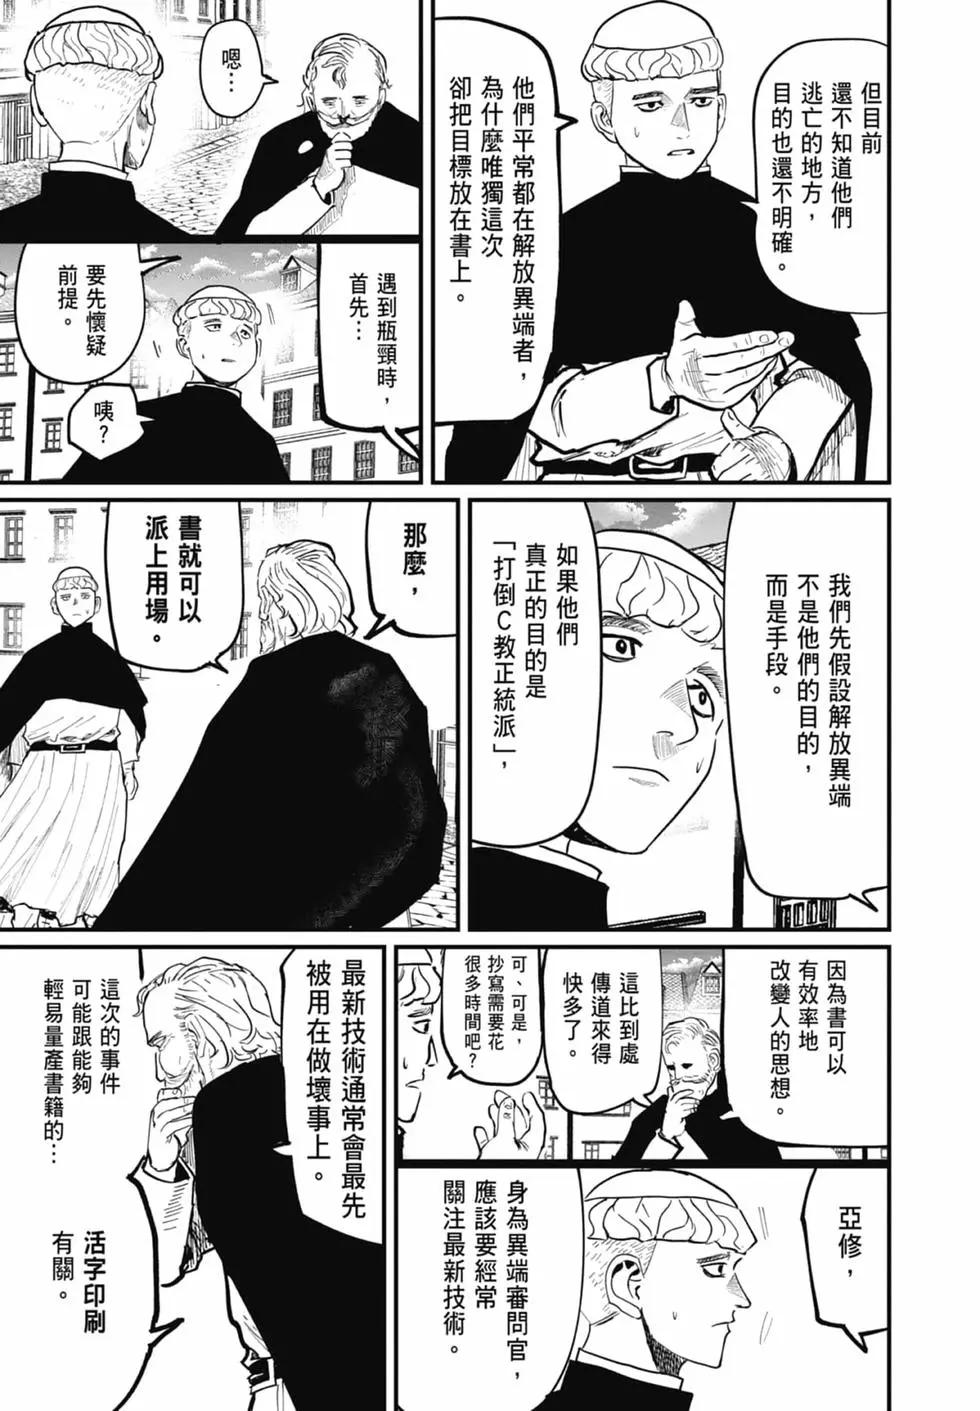 但目前
還不知道他們
逃亡的地方，
目的也還不明確。
他們平常都在解放異端者，
為什麼唯獨這次
卻把目標放在書上。
嗯…
遇到瓶頸時，
首先…
要先懷疑
前提。
咦?
我們先假設解放異端
不是他們的目的，
而是手段。
如果他們
真正的目的是
「打倒C教正統派」，
那麼，
書就可以
派上用場。
因為書可以
有效率地
改變人的思想。
這比到處
傳道來得
快多了。
可、可是，
抄寫需要花
很多時間吧?
亞修，
身為異端審問官，
應該要經常
關注最新技術。
最新技術通常會最先
被用在做壞事上。
這次的事件
可能跟能夠
輕易量產書籍的…
活字印刷
有關。